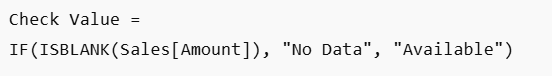 Check Value =
IF(ISBLANK(Sales[Amount]), "No Data", "Available")